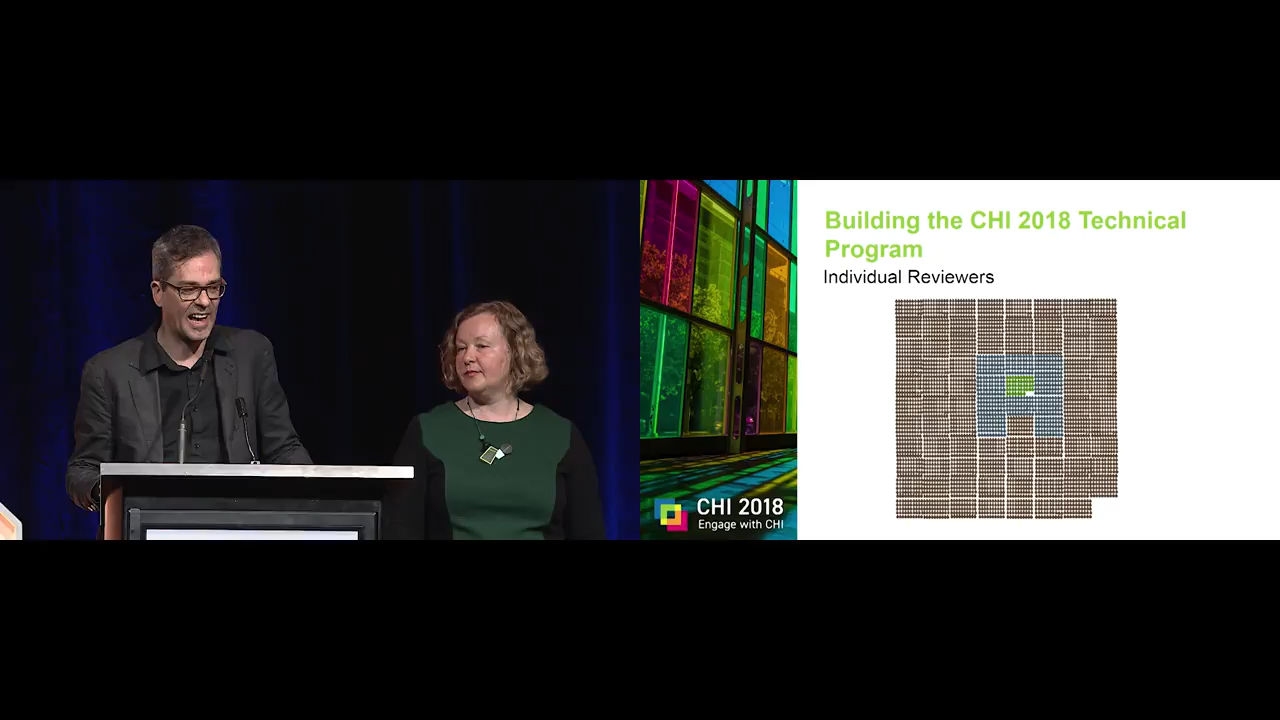 Building the CHI 2018 Technical
Program
Individual Reviewers
CHI 2018
Engage with CHI